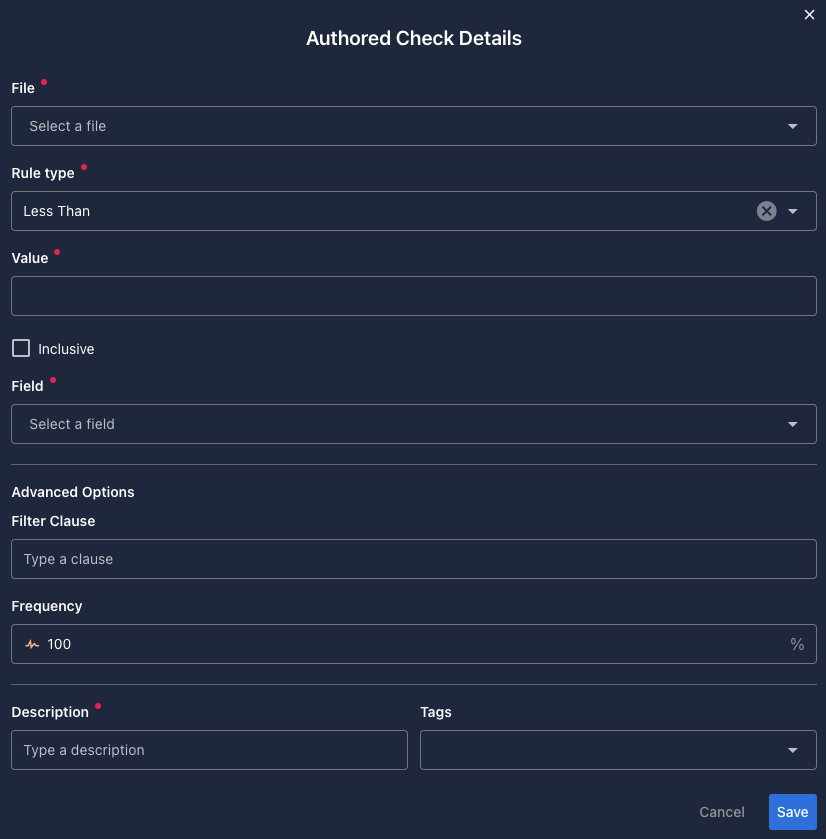 Authored Check Details
File
Select a file
Rule type
Less Than
Value
Inclusive
Field
Select a field
Advanced Options
Filter Clause
Type a clause
Frequency
100 %
Description Tags
Type a description
Cancel Save